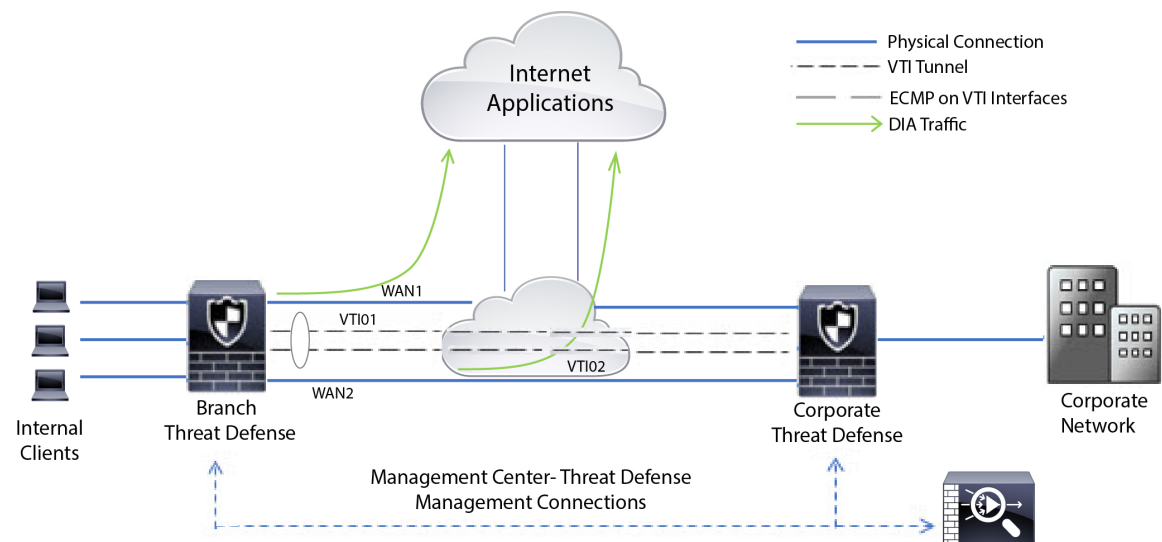 Internet
Applications
Physical Connection
VTI Tunnel
ECMP on VTI Interfaces
DIA Traffic
WAN1
VTI01
VTI02
WAN2
Internal
Clients
Branch
Threat Defense
Corporate
Threat Defense
Corporate
Network
Management Center- Threat Defense
Management Connections